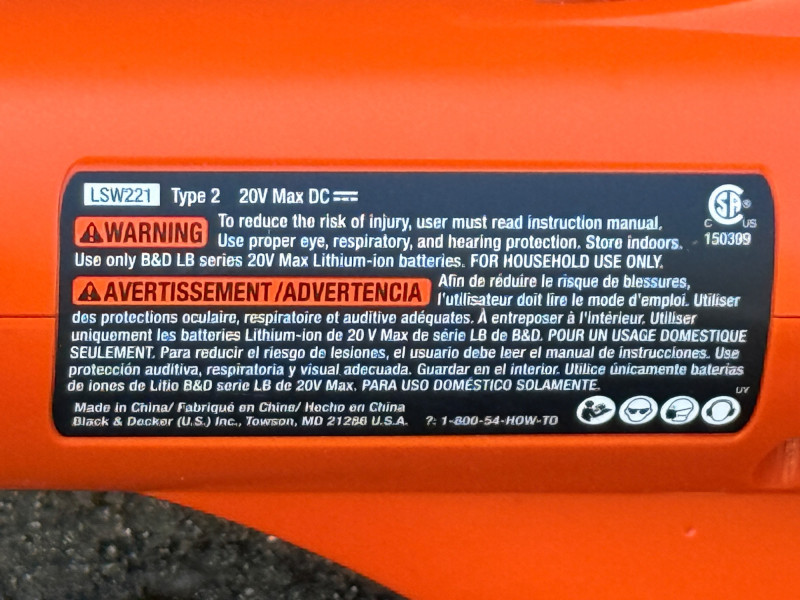 LSW221 Type 2 20V Max DC
WARNING To reduce the risk of injury, user must read instruction manual.
Use proper eye, respiratory, and hearing protection. Store indoors.
Use only B&D LB series 20V Max Lithium-ion batteries. FOR HOUSEHOLD USE ONLY.
C SA ® US
150399
AVERTISSEMENT/ADVERTENCIA Afin de réduire le risque de blessures,
l'utilisateur doit lire le mode d'emploi. Utiliser
des protections oculaire, respiratoire et auditive adéquates. À entreposer à l'intérieur. Utiliser
uniquement les batteries Lithium-ion de 20 V Max de série LB de B&D. POUR UN USAGE DOMESTIQUE
SEULEMENT. Para reducir el riesgo de lesiones, el usuario debe leer el manual de instrucciones. Use
protección auditiva, respiratoria y visual adecuada. Guardar en el interior. Utilice únicamente baterías
de iones de Litio B&D serie LB de 20V Max. PARA USO DOMÉSTICO SOLAMENTE.
UY
Made in China/ Fabriqué en Chine/ Hecho en China
Black & Decker (U.S.) Inc., Towson, MD 21286 U.S.A. ?: 1-800-54-HOW-TO